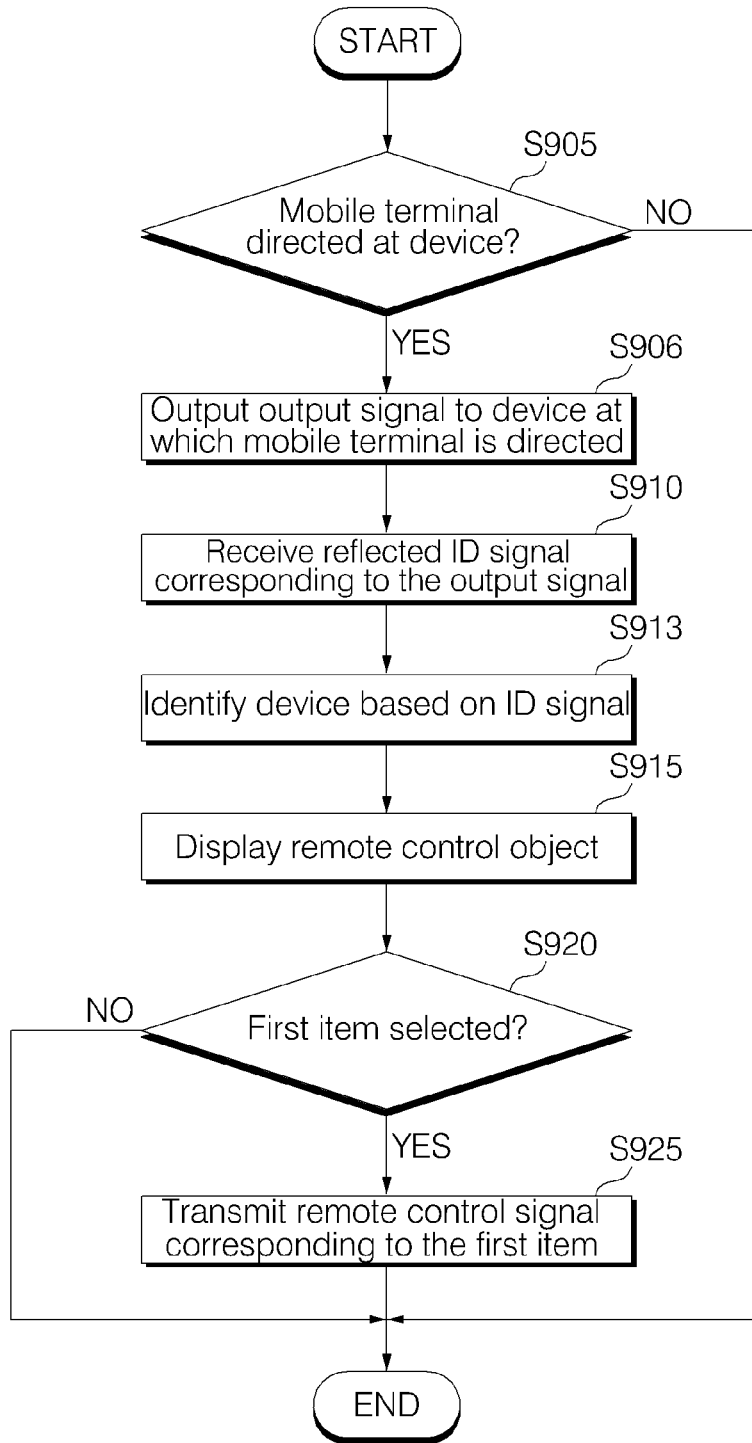 START
S905
Mobile terminal
directed at device?
NO
YES
S906
Output output signal to device at
which mobile terminal is directed
S910
Receive reflected ID signal
corresponding to the output signal
S913
Identify device based on ID signal
S915
Display remote control object
S920
NO
First item selected?
YES
S925
Transmit remote control signal
corresponding to the first item
END